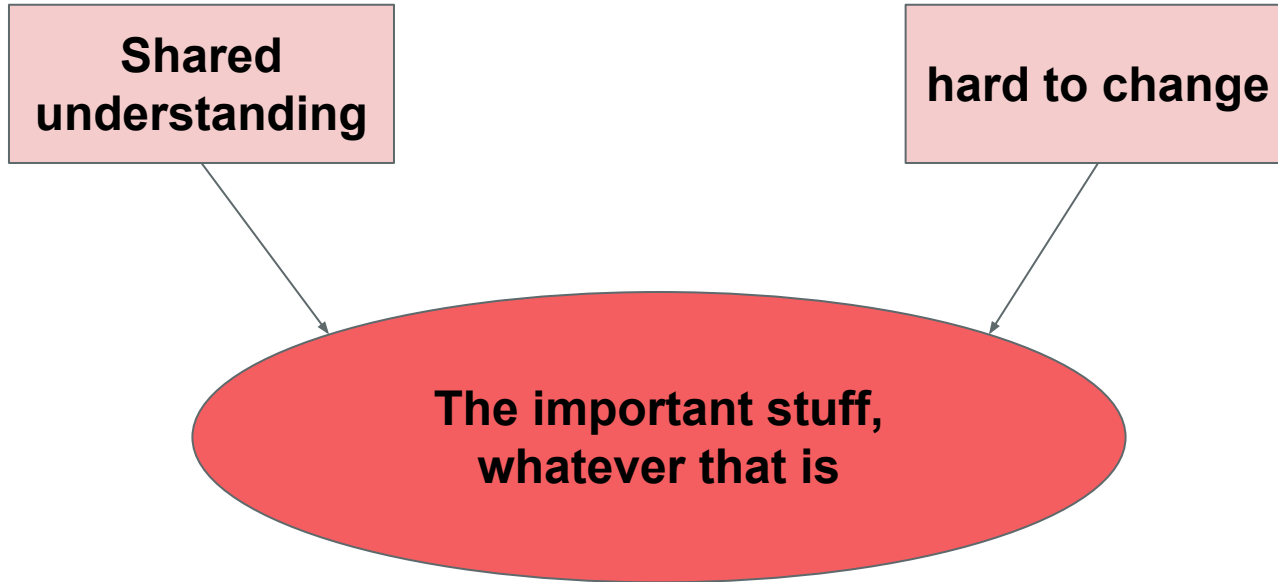 Shared
understanding
hard to change
The important stuff,
whatever that is